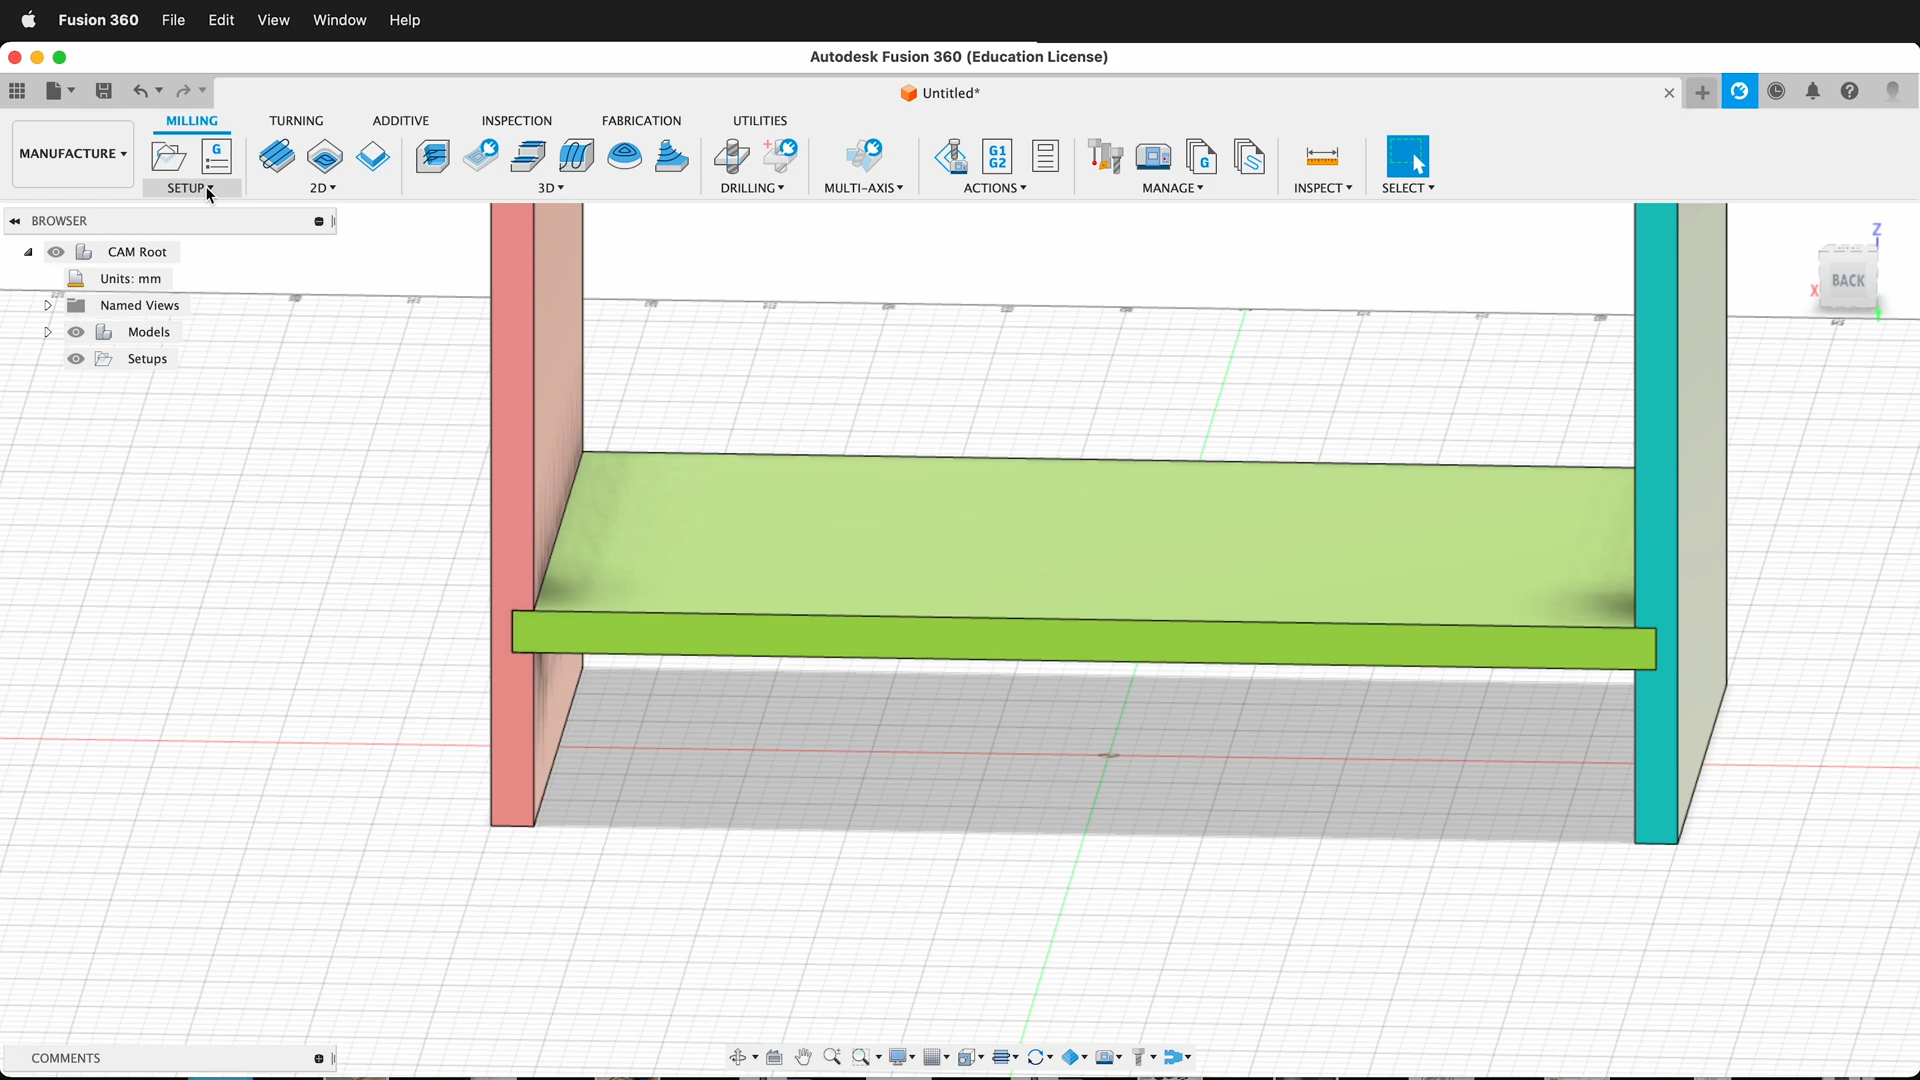 Fusion 360 File Edit View Window Help
Autodesk Fusion 360 (Education License)
Untitled*
MILLING TURNING ADDITIVE INSPECTION FABRICATION UTILITIES
MANUFACTURE
G
G1
G2
G
SETUP 2D 3D DRILLING MULTI-AXIS ACTIONS MANAGE INSPECT SELECT
BROWSER
CAM Root
Units: mm
Named Views
Models
Setups
Z
BACK
X
COMMENTS